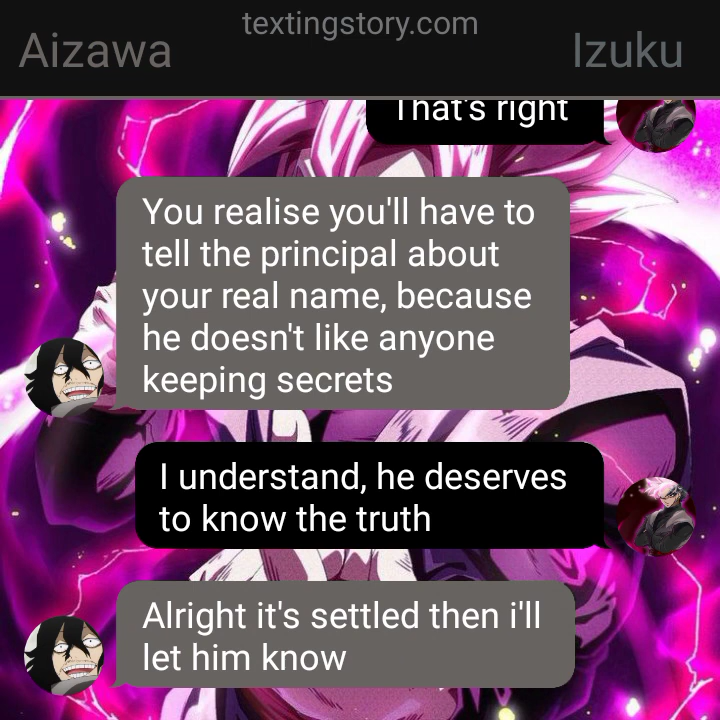 textingstory.com
Aizawa
Izuku
That's right
You realise you'll have to
tell the principal about
your real name, because
he doesn't like anyone
keeping secrets
I understand, he deserves
to know the truth
Alright it's settled then i'll
let him know